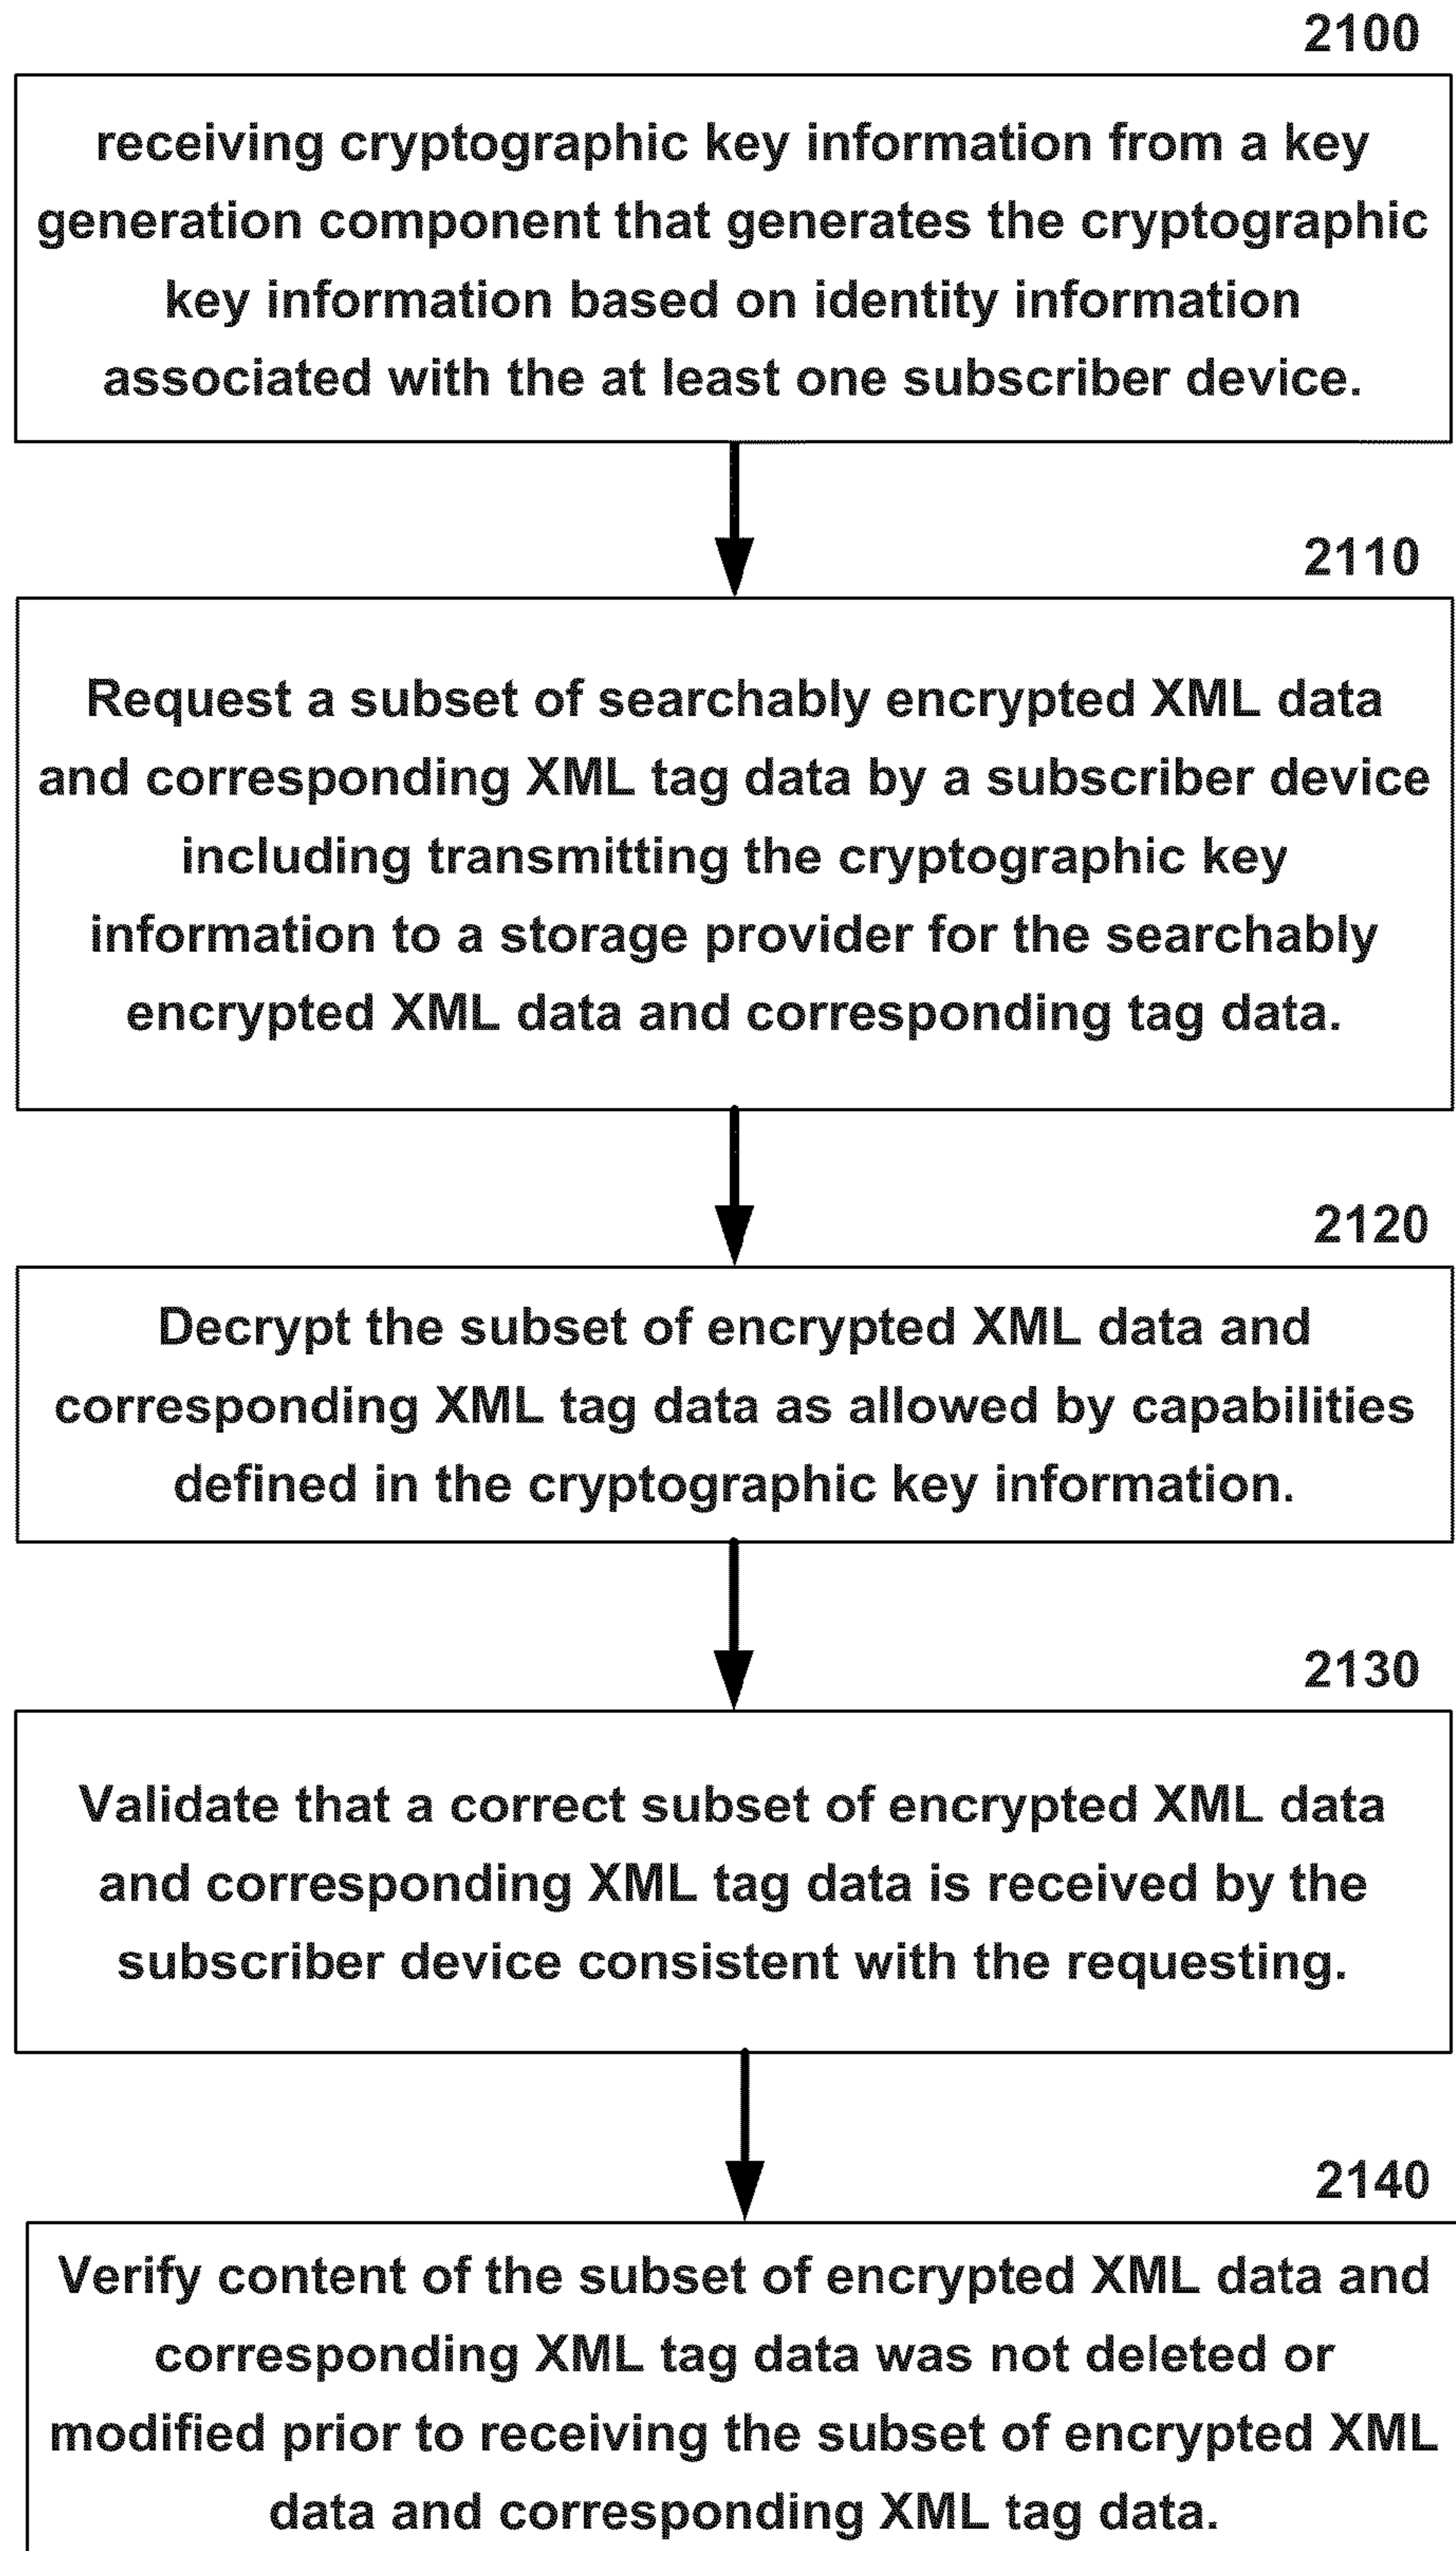 2100
receiving cryptographic key information from a key
generation component that generates the cryptographic
key information based on identity information
associated with the at least one subscriber device.
2110
Request a subset of searchably encrypted XML data
and corresponding XML tag data by a subscriber device
including transmitting the cryptographic key
information to a storage provider for the searchably
encrypted XML data and corresponding tag data.
2120
Decrypt the subset of encrypted XML data and
corresponding XML tag data as allowed by capabilities
defined in the cryptographic key information.
2130
Validate that a correct subset of encrypted XML data
and corresponding XML tag data is received by the
subscriber device consistent with the requesting.
2140
Verify content of the subset of encrypted XML data and
corresponding XML tag data was not deleted or
modified prior to receiving the subset of encrypted XML
data and corresponding XML tag data.